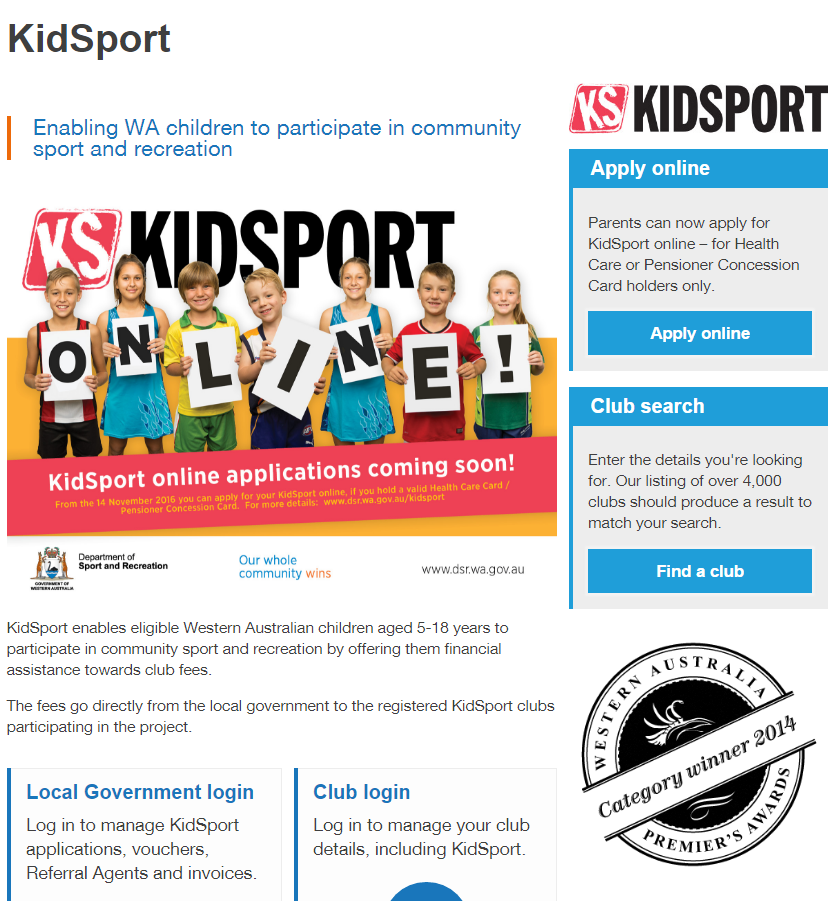 KidSport
Enabling WA children to participate in community
sport and recreation
KS KIDSPORT
ONLINE!
KidSport online applications coming soon!
From the 14 November 2016 you can apply for your KidSport online, if you hold a valid Health Care Card /
Pensioner Concession Card. For more details: www.dsr.wa.gov.au/kidsport
GOVERNMENT OF
WESTERN AUSTRALIA
Department of
Sport and Recreation
Our whole
community wins
www.dsr.wa.gov.au
KidSport enables eligible Western Australian children aged 5-18 years to
participate in community sport and recreation by offering them financial
assistance towards club fees.
The fees go directly from the local government to the registered KidSport clubs
participating in the project.
Local Government login
Log in to manage KidSport
applications, vouchers,
Referral Agents and invoices.
Club login
Log in to manage your club
details, including KidSport.
KS KIDSPORT
Apply online
Parents can now apply for
KidSport online – for Health
Care or Pensioner Concession
Card holders only.
Apply online
Club search
Enter the details you're looking
for. Our listing of over 4,000
clubs should produce a result to
match your search.
Find a club
WESTERN AUSTRALIA
Category winner 2014
PREMIER'S AWARDS